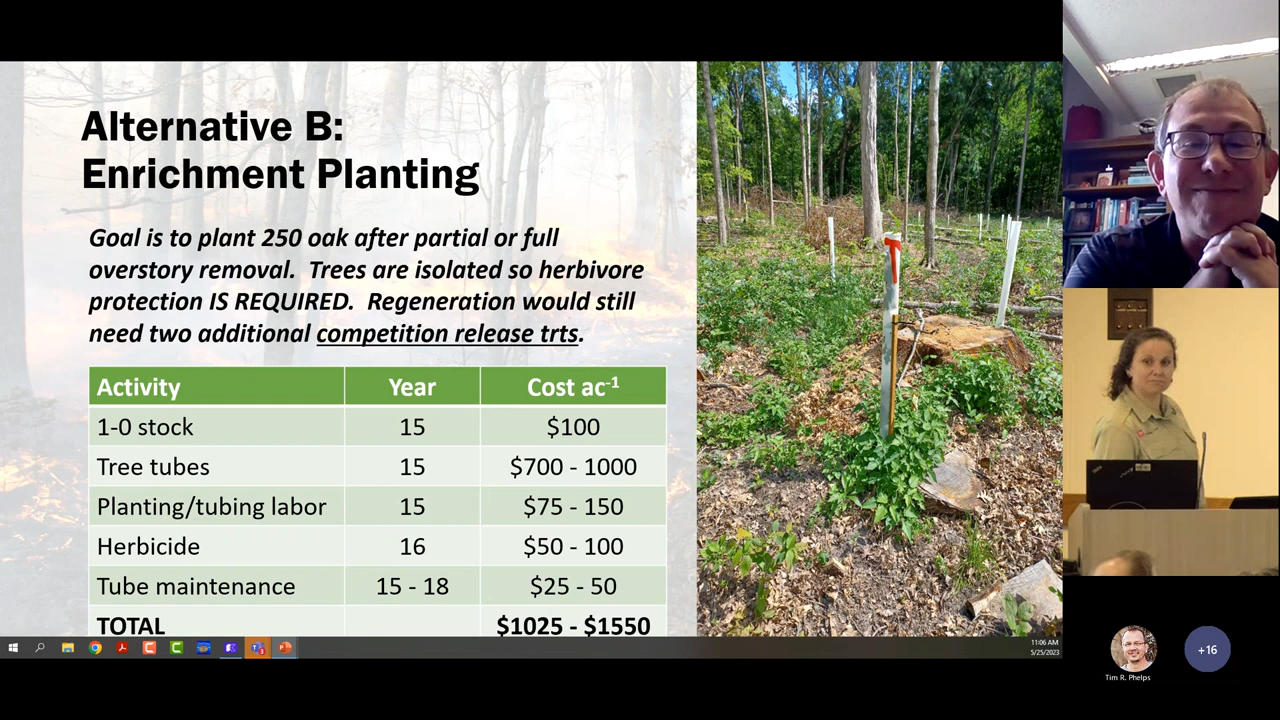 Alternative B:
Enrichment Planting
Goal is to plant 250 oak after partial or full
overstory removal.  Trees are isolated so herbivore
protection IS REQUIRED.  Regeneration would still
need two additional competition release trts.
Activity Year Cost ac-1
1-0 stock 15 $100
Tree tubes 15 $700 - 1000
Planting/tubing labor 15 $75 - 150
Herbicide 16 $50 - 100
Tube maintenance 15 - 18 $25 - 50
TOTAL $1025 - $1550
11:06 AM
5/25/2023
Tim R. Phelps
+16